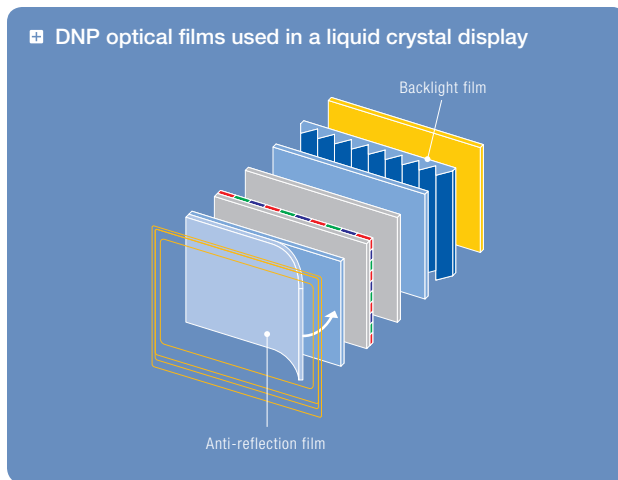 DNP optical films used in a liquid crystal display
Backlight film
Anti-reflection film